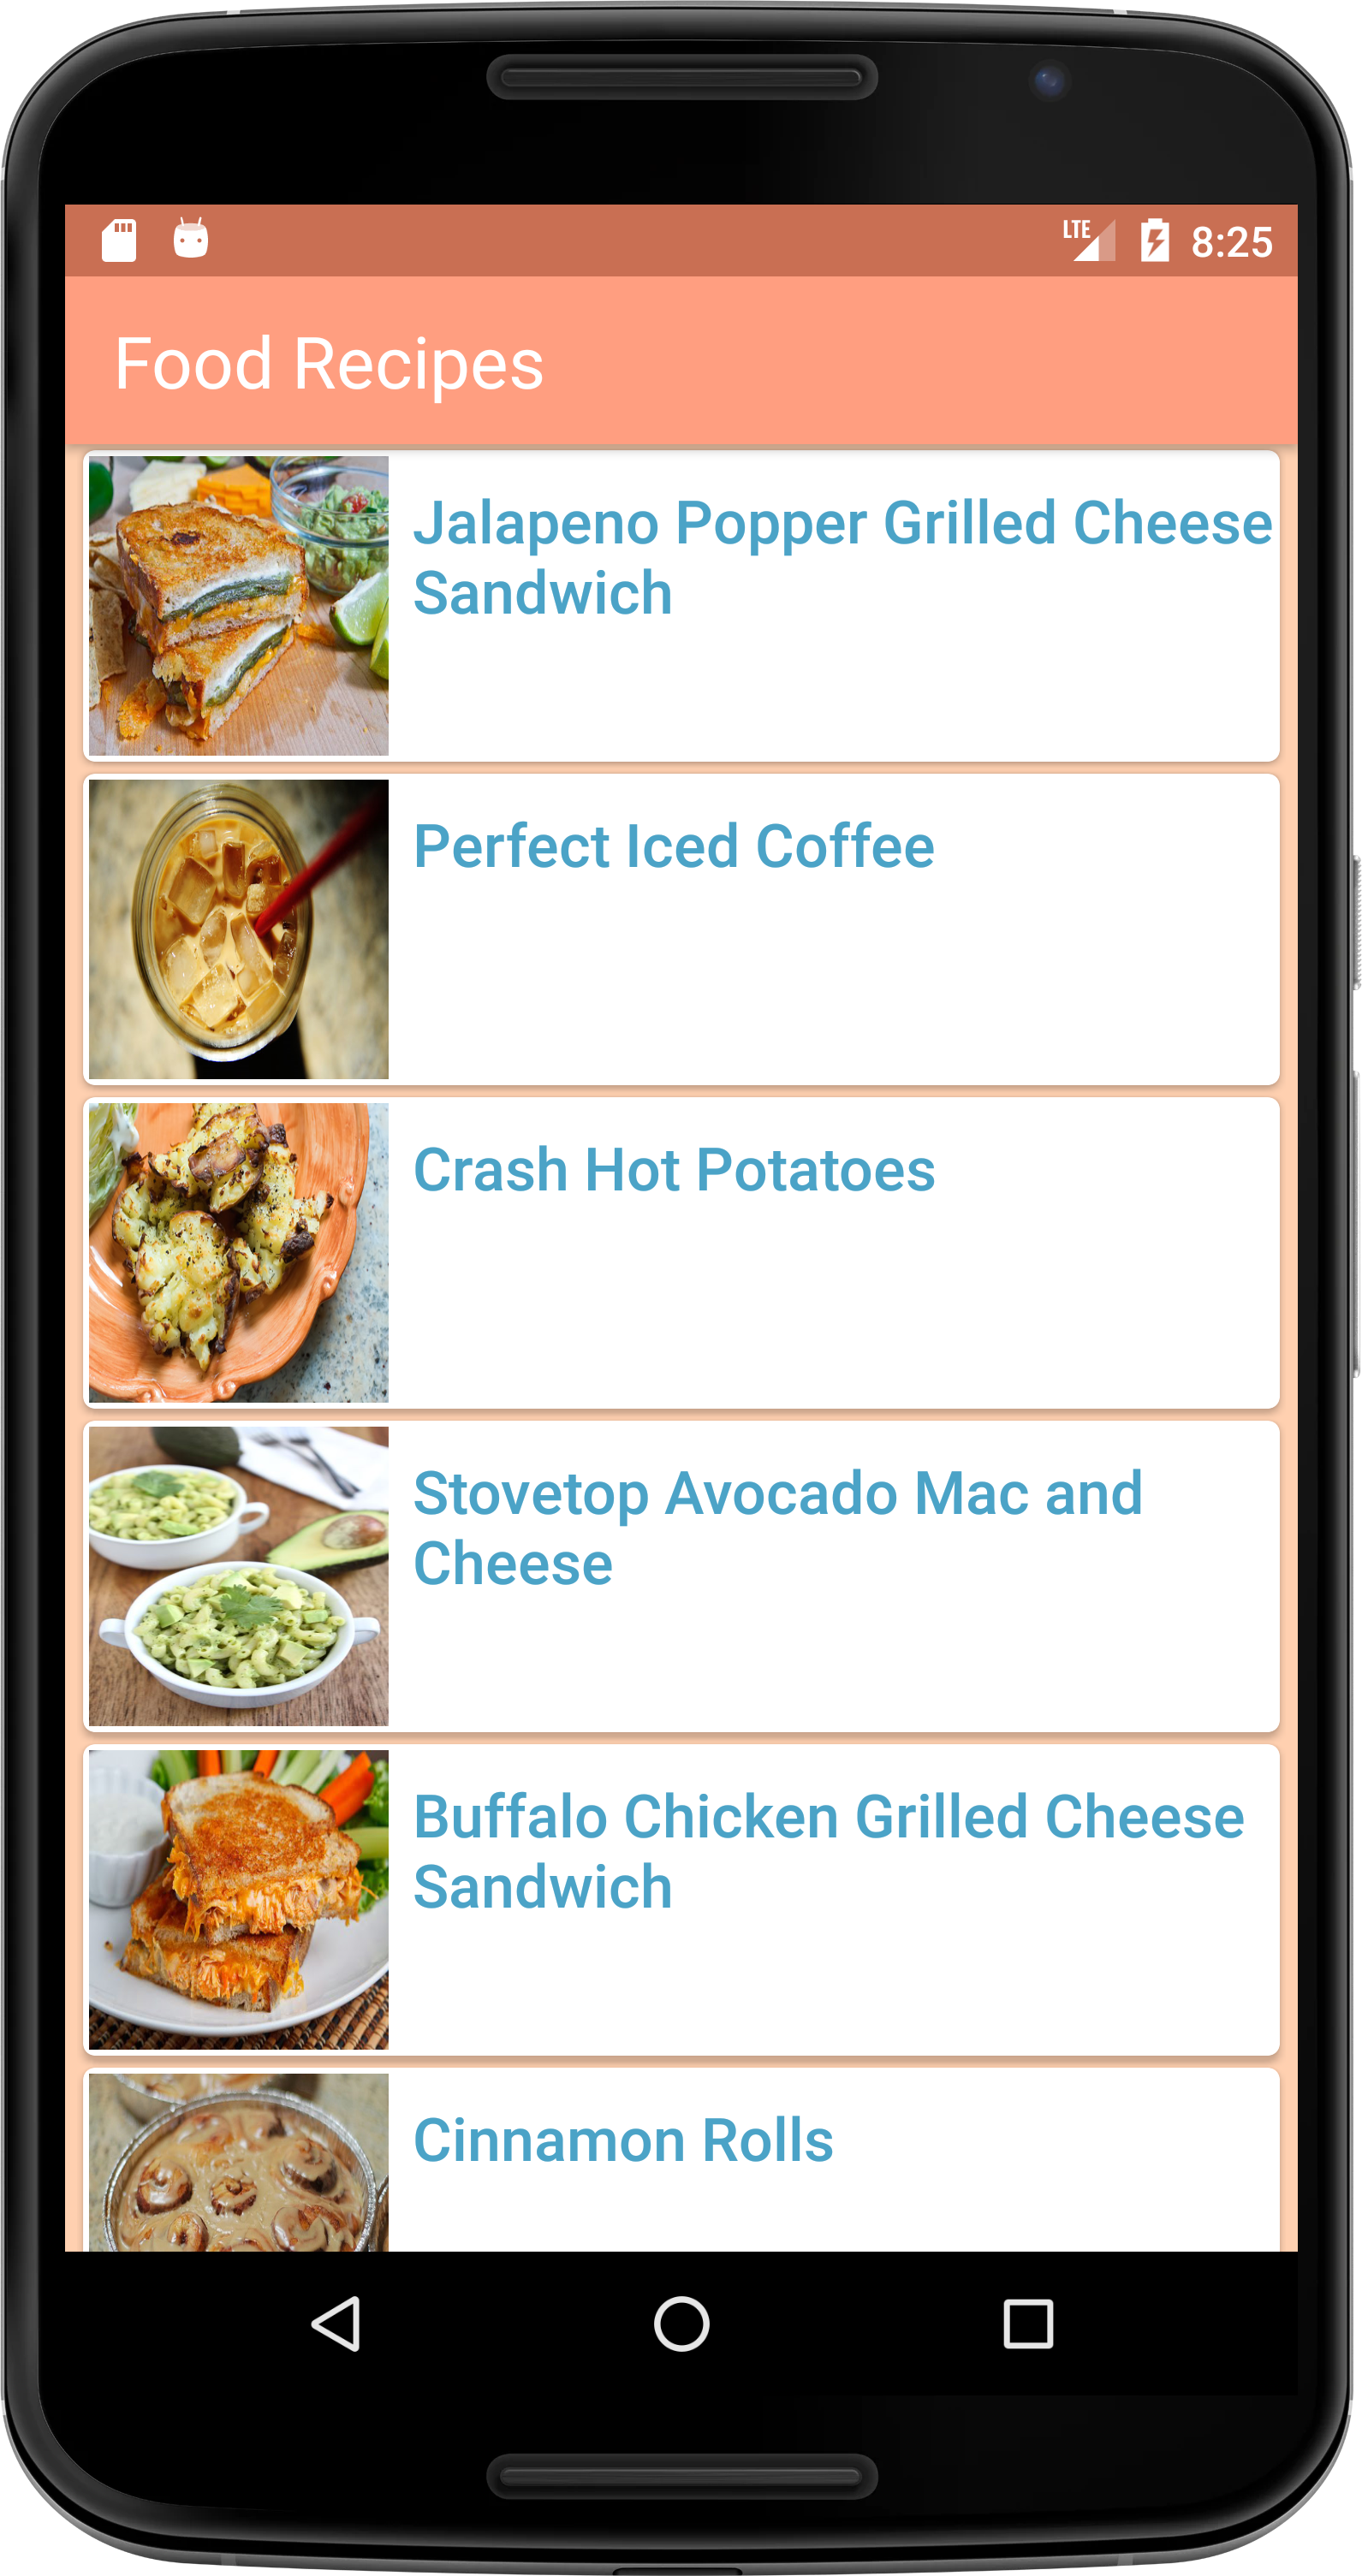 LTE 8:25
Food Recipes
Jalapeno Popper Grilled Cheese
Sandwich
Perfect Iced Coffee
Crash Hot Potatoes
Stovetop Avocado Mac and
Cheese
Buffalo Chicken Grilled Cheese
Sandwich
Cinnamon Rolls